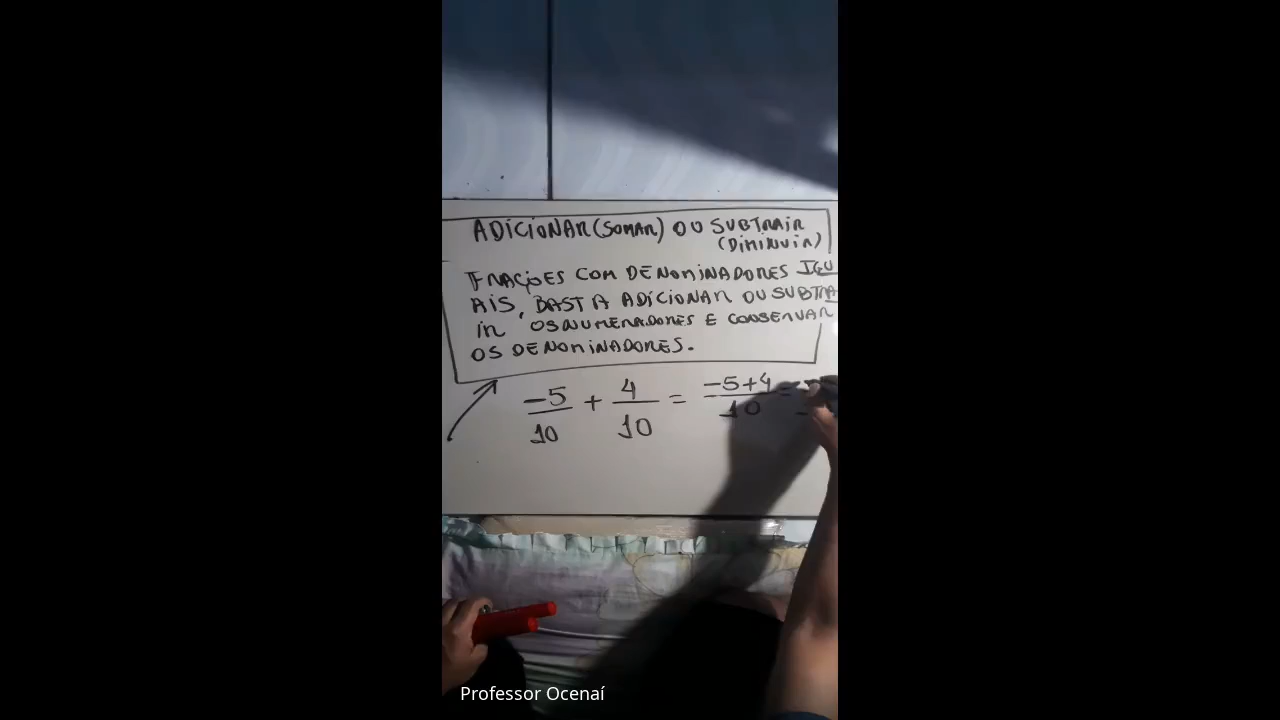 ADICIONAR (SOMAR) OU SUBTRAIR
(DIMINUIR)
FRAÇÕES COM DENOMINADORES IGU
AIS, BASTA ADICIONAR OU SUBTRA
IR OS NUMERADORES E CONSERVAR
OS DENOMINADORES.
-5/10 + 4/10 = -5+4/10 =
Professor Ocenaí